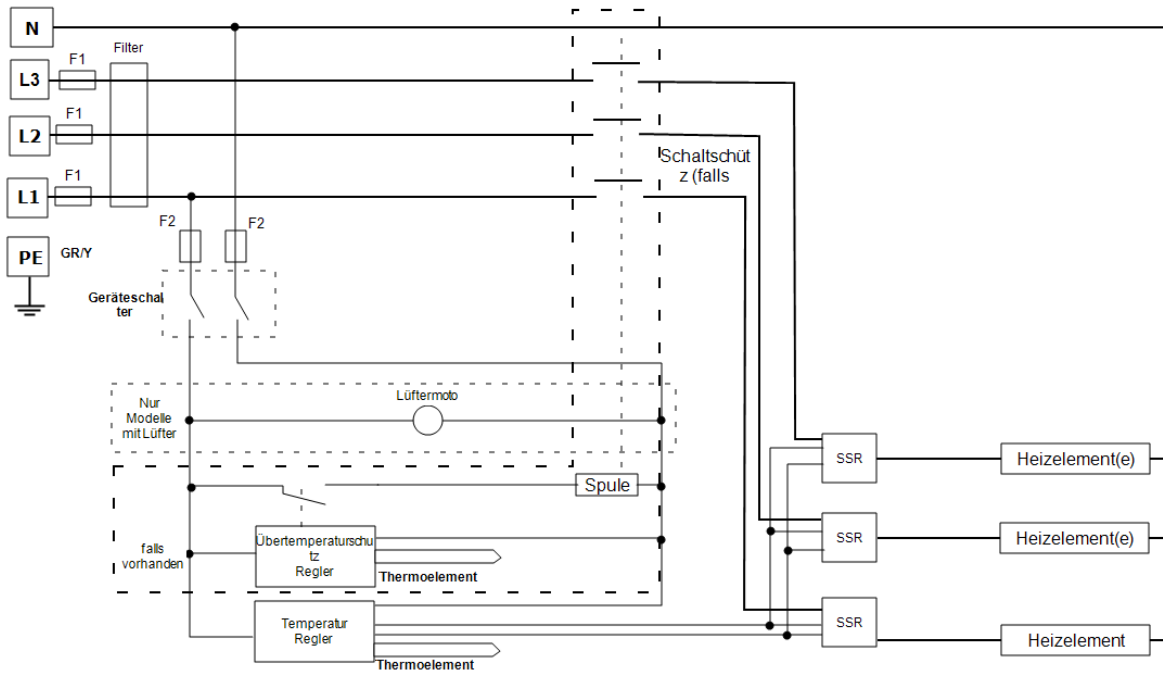 N
F1
Filter
L3
F1
L2
Schaltschüt
z (falls
F1
L1
F2
F2
PE
GR/Y
Geräteschal
ter
Lüftermoto
Nur
Modelle
mit Lüfter
SSR
Heizelement(e)
Spule
falls
vorhanden
Übertemperaturschu
tz
Regler
Thermoelement
SSR
Heizelement(e)
Temperatur
Regler
Thermoelement
SSR
Heizelement